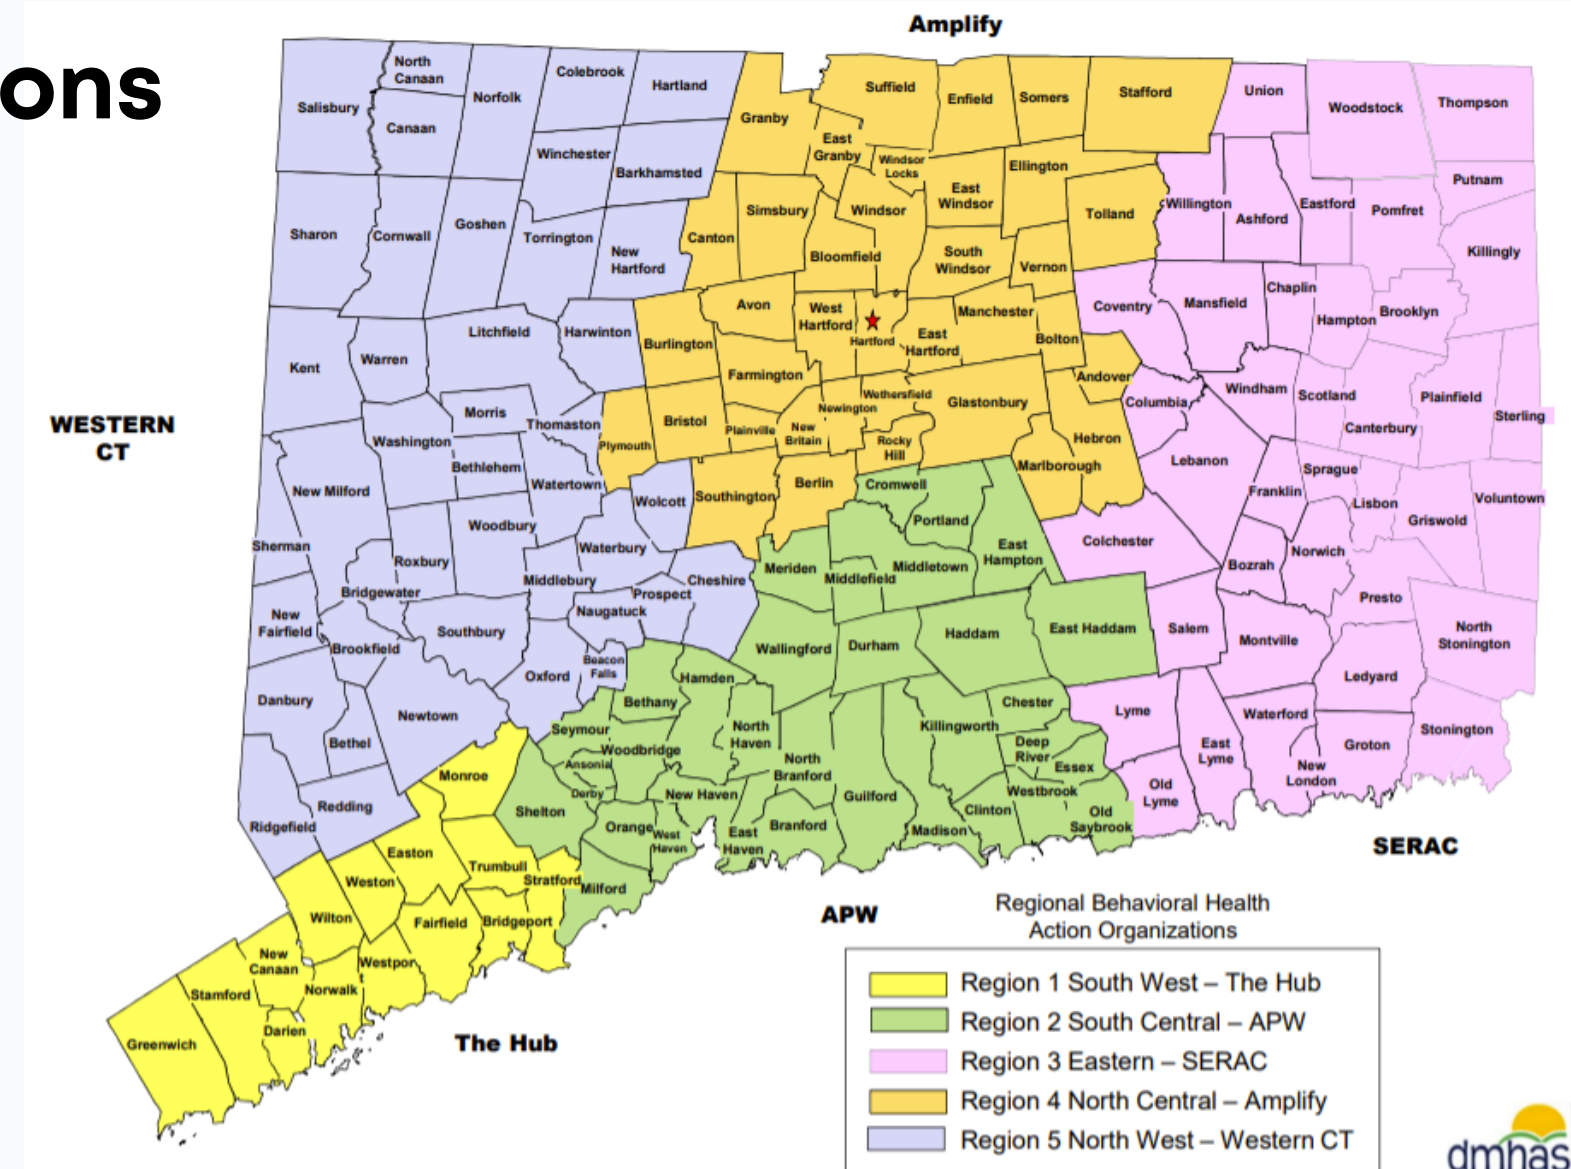 ons
Amplify
North
Canaan
Colebrook
Hartland
Salisbury
Norfolk
Canaan
Granby
Suffield
Enfield
Somers
Stafford
Union
Woodstock
Thompson
Winchester
Barkhamsted
East
Granby
Windsor
Locks
Ellington
Putnam
Sharon
Cornwall
Goshen
Torrington
New
Hartford
Canton
Simsbury
Windsor
East
Windsor
Tolland
Willington
Ashford
Eastford
Pomfret
Killingly
Bloomfield
South
Windsor
Vernon
Kent
Warren
Litchfield
Harwinton
Burlington
Avon
West
Hartford
Hartford
East
Hartford
Manchester
Bolton
Coventry
Mansfield
Chaplin
Hampton
Brooklyn
Farmington
Andover
WESTERN
CT
Washington
Morris
Thomaston
Plymouth
Bristol
Plainville
New
Britain
Newington
Wethersfield
Rocky
Hill
Glastonbury
Hebron
Marlborough
Columbia
Windham
Scotland
Canterbury
Plainfield
Sterling
Bethlehem
Watertown
Wolcott
Southington
Berlin
Cromwell
Lebanon
Franklin
Sprague
Lisbon
Griswold
Voluntown
New Milford
Sherman
Roxbury
Woodbury
Waterbury
Portland
East
Hampton
Colchester
Bozrah
Norwich
Presto
Bridgewater
Middlebury
Naugatuck
Prospect
Cheshire
Meriden
Middlefield
Middletown
New
Fairfield
Brookfield
Southbury
Oxford
Beacon
Falls
Wallingford
Durham
Haddam
East Haddam
Salem
Montville
Ledyard
North
Stonington
Danbury
Bethel
Newtown
Seymour
Bethany
Hamden
Woodbridge
Ansonia
Derby
North
Haven
North
Branford
Guilford
Killingworth
Chester
Deep
River
Essex
Westbrook
Lyme
East
Lyme
Waterford
New
London
Groton
Stonington
Ridgefield
Redding
Monroe
Shelton
Orange
West
Haven
New Haven
East
Haven
Branford
Madison
Clinton
Old
Saybrook
Old
Lyme
SERAC
Easton
Weston
Wilton
Trumbull
Stratford
Milford
Fairfield
Bridgeport
APW
New
Canaan
Stamford
Norwalk
Westpor
Greenwich
Darien
The Hub
Regional Behavioral Health
Action Organizations
Region 1 South West – The Hub
Region 2 South Central – APW
Region 3 Eastern – SERAC
Region 4 North Central – Amplify
Region 5 North West – Western CT
dmhas